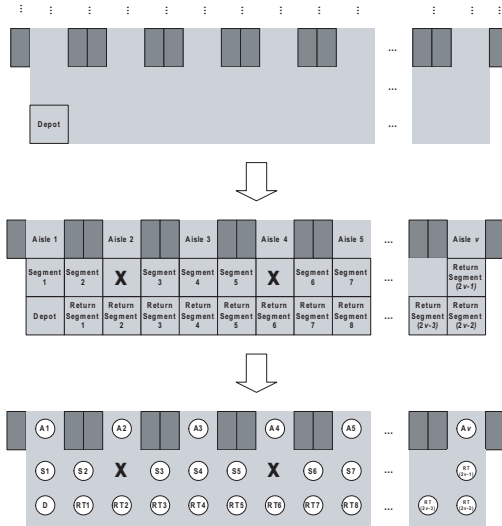 ⋮ ⋮ ⋮ ⋮ ⋮ ⋮ ⋮ ⋮ ⋮ ⋮ ⋮ ⋮ ⋮
...
...
Depot ...
Aisle 1 Aisle 2 Aisle 3 Aisle 4 Aisle 5 ... Aisle v
Segment 1 Segment 2 X Segment 3 Segment 4 Segment 5 X Segment 6 Segment 7 ... Return Segment (2v-1)
Depot Return Segment 1 Return Segment 2 Return Segment 3 Return Segment 4 Return Segment 5 Return Segment 6 Return Segment 7 Return Segment 8 ... Return Segment (2v-3) Return Segment (2v-2)
A1 A2 A3 A4 A5 ... Av
S1 S2 X S3 S4 S5 X S6 S7 ... RT (2v-1)
D RT1 RT2 RT3 RT4 RT5 RT6 RT7 RT8 ... RT (2v-3) RT (2v-2)